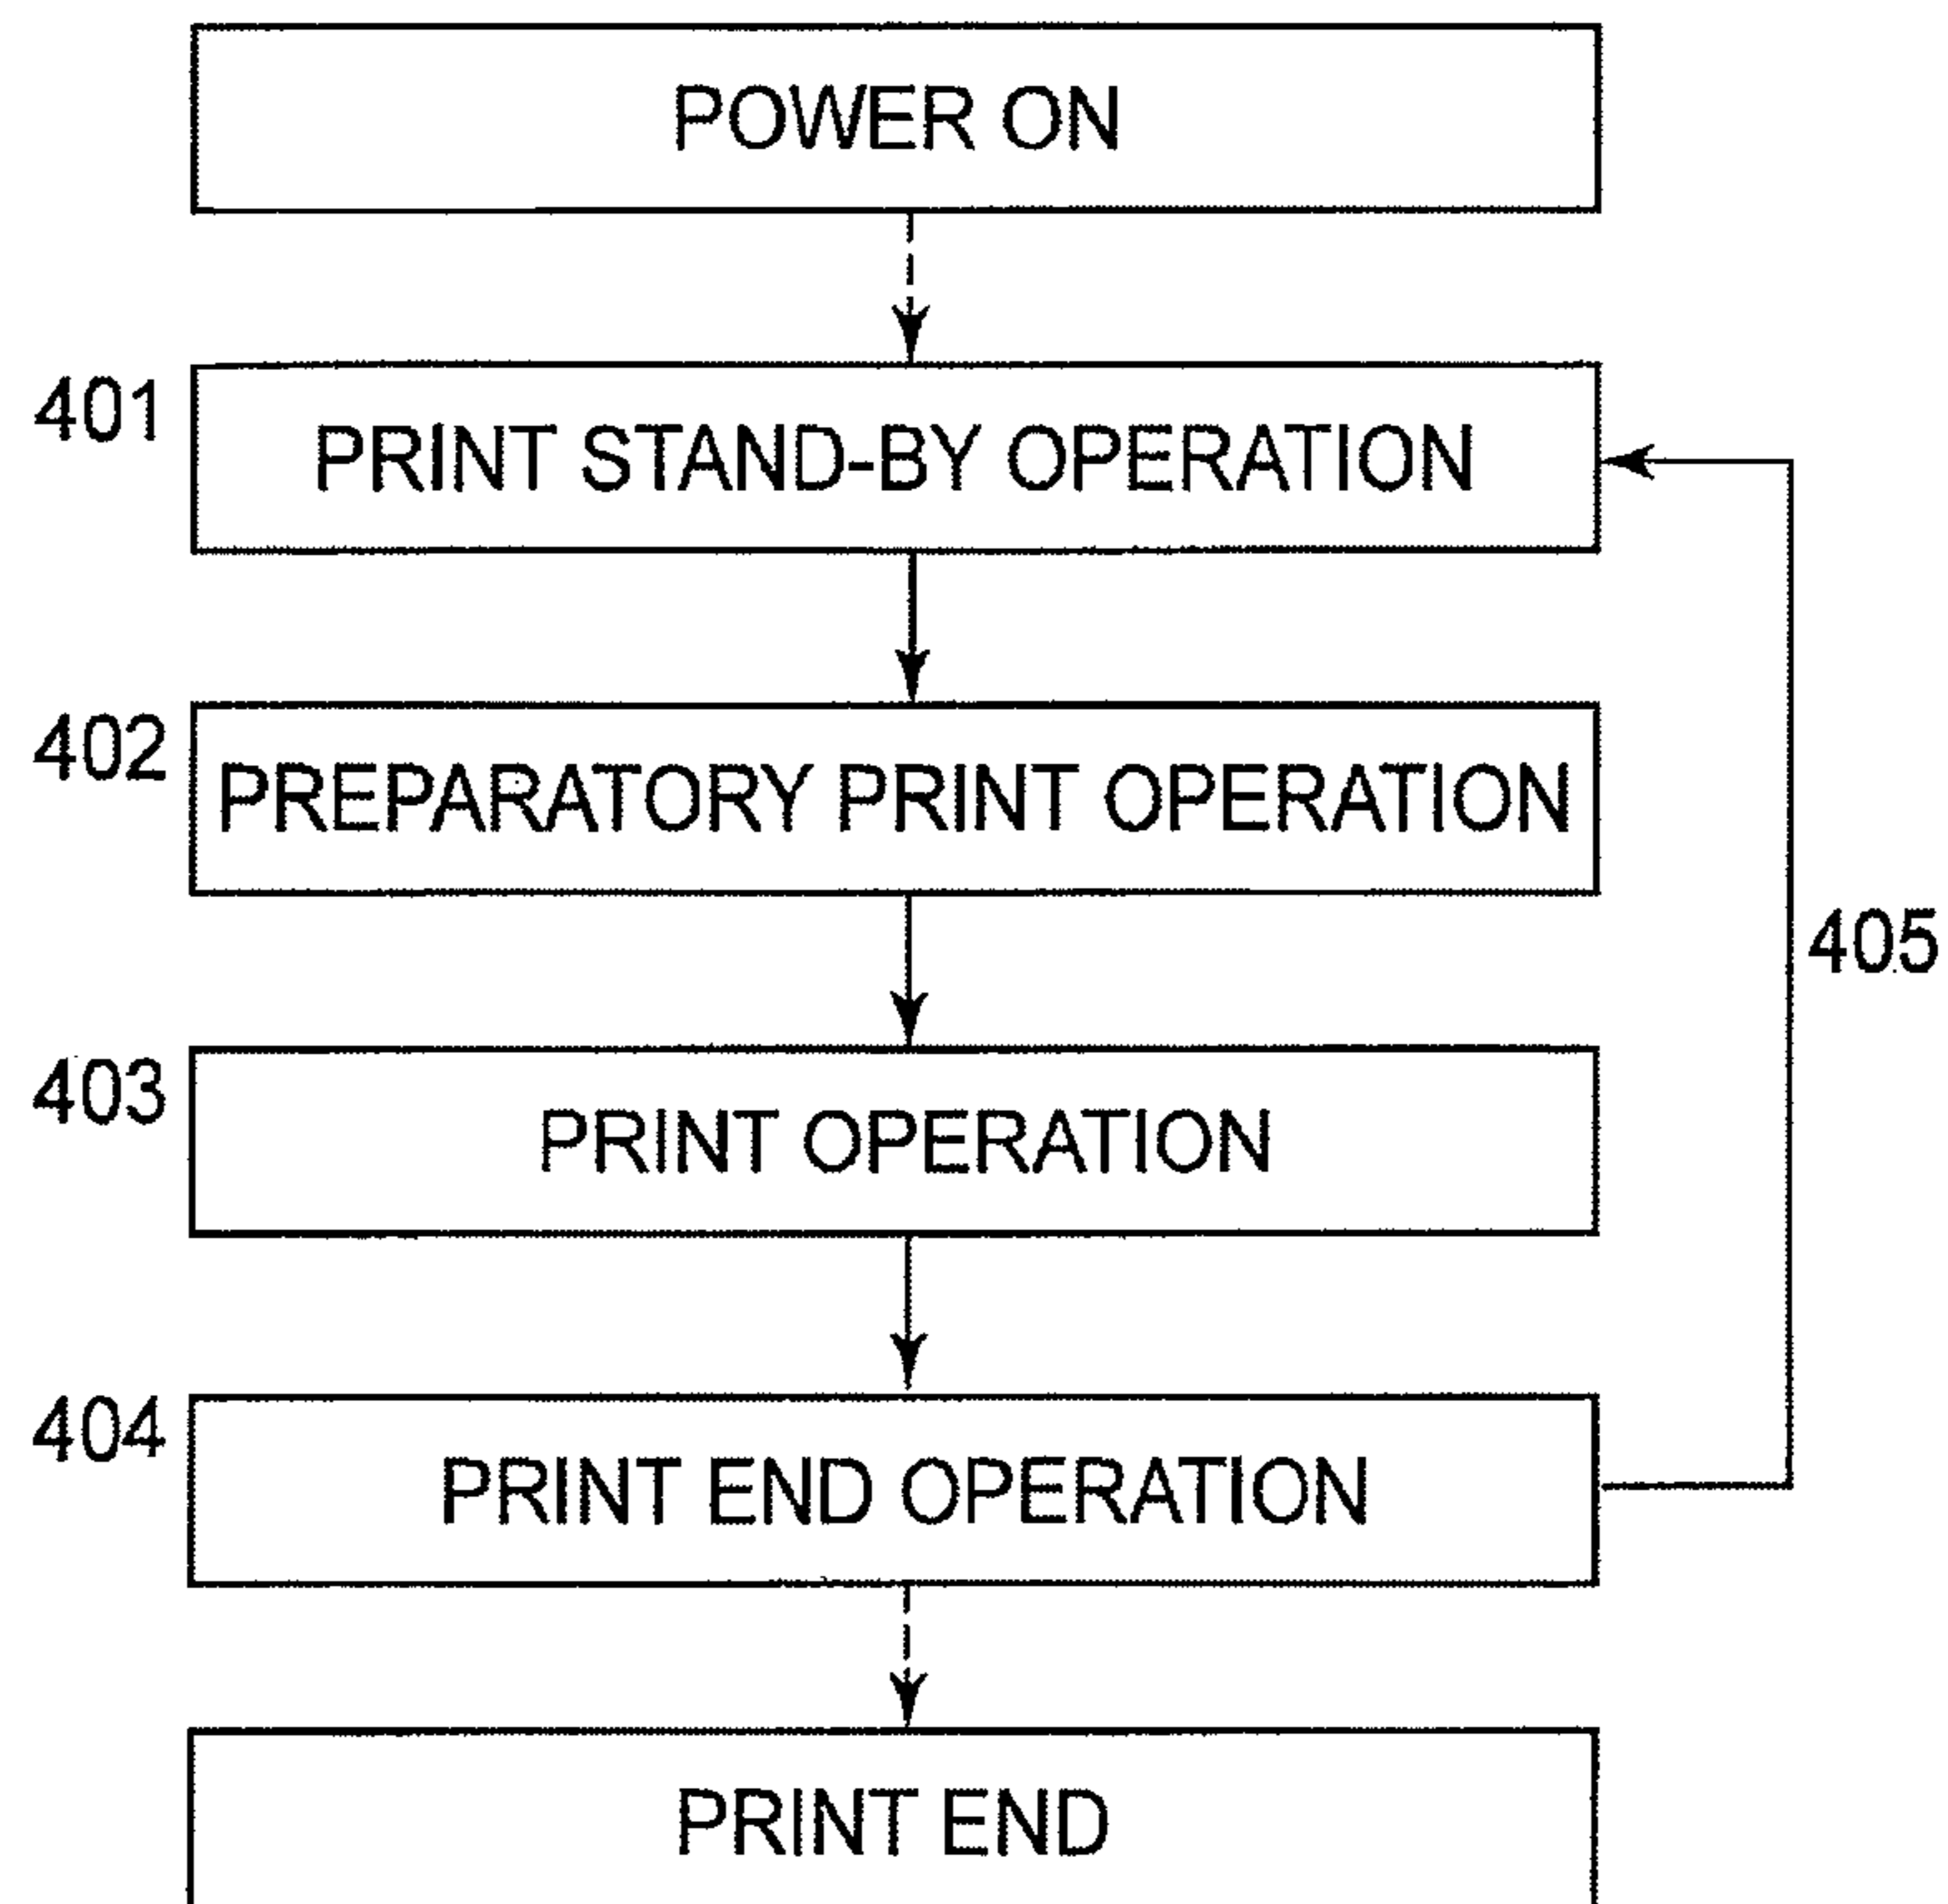 POWER ON
401
PRINT STAND-BY OPERATION
402
PREPARATORY PRINT OPERATION
405
403
PRINT OPERATION
404
PRINT END OPERATION
PRINT END